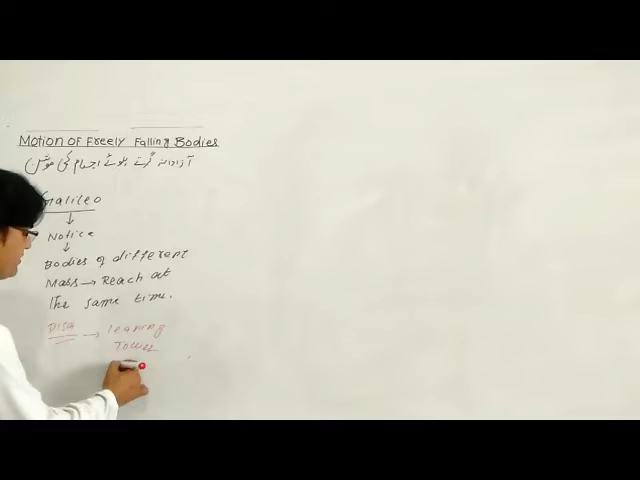 Motion of Freely Falling Bodies
آزادانہ گرتے ہوئے اجسام کی موشن
Galileo
↓
Notice
↓
Bodies of different
Mass → Reach at
The same time.
PISA → leaning
Tower